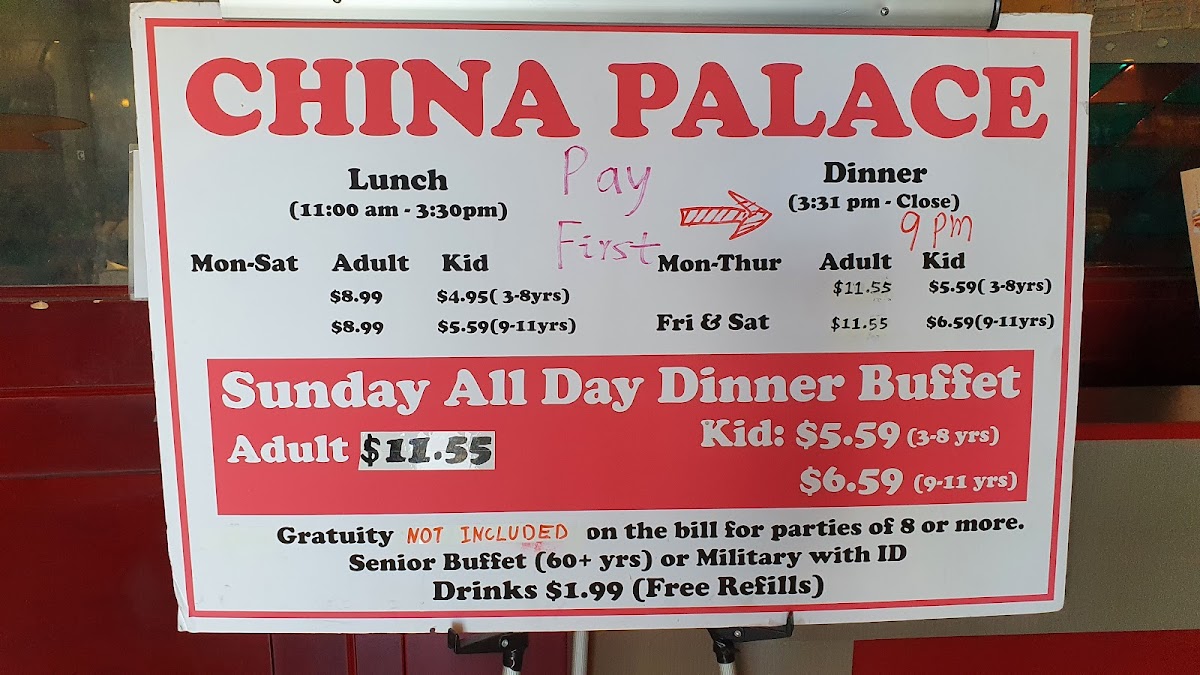 CHINA PALACE
Lunch
(11:00 am - 3:30pm)
Pay
First
Dinner
(3:31 pm - Close)
9 pm
Mon-Sat Adult Kid
$8.99 $4.95( 3-8yrs)
$8.99 $5.59(9-11yrs)
Mon-Thur Adult Kid
$11.55 $5.59( 3-8yrs)
Fri & Sat $11.55 $6.59(9-11yrs)
Sunday All Day Dinner Buffet
Adult $11.55
Kid: $5.59 (3-8 yrs)
$6.59 (9-11 yrs)
Gratuity NOT INCLUDED on the bill for parties of 8 or more.
Senior Buffet (60+ yrs) or Military with ID
Drinks $1.99 (Free Refills)